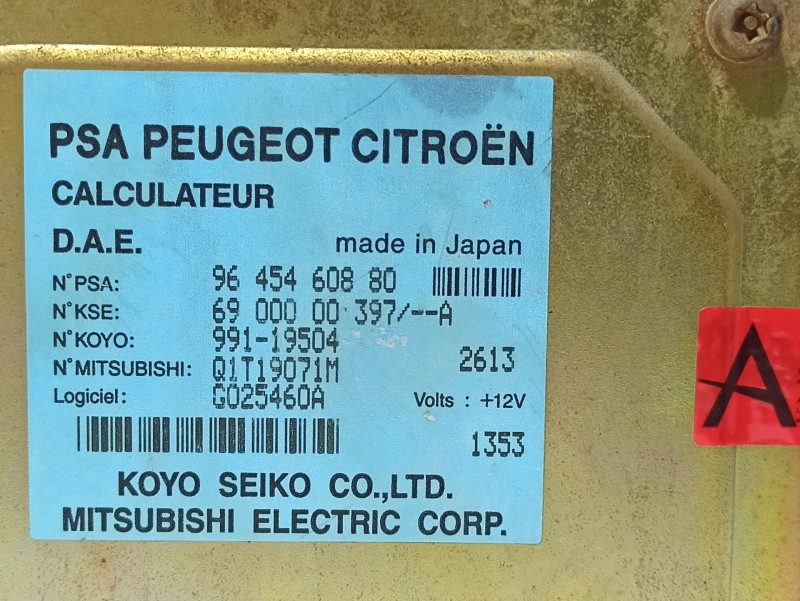 PSA PEUGEOT CITROËN
CALCULATEUR
D.A.E. made in Japan
N°PSA: 96 454 608 80
N°KSE: 69 000 00 397/--A
N°KOYO: 991-19504
N°MITSUBISHI: Q1T19071M 2613
Logiciel: G025460A Volts : +12V
1353
KOYO SEIKO CO.,LTD.
MITSUBISHI ELECTRIC CORP.
A